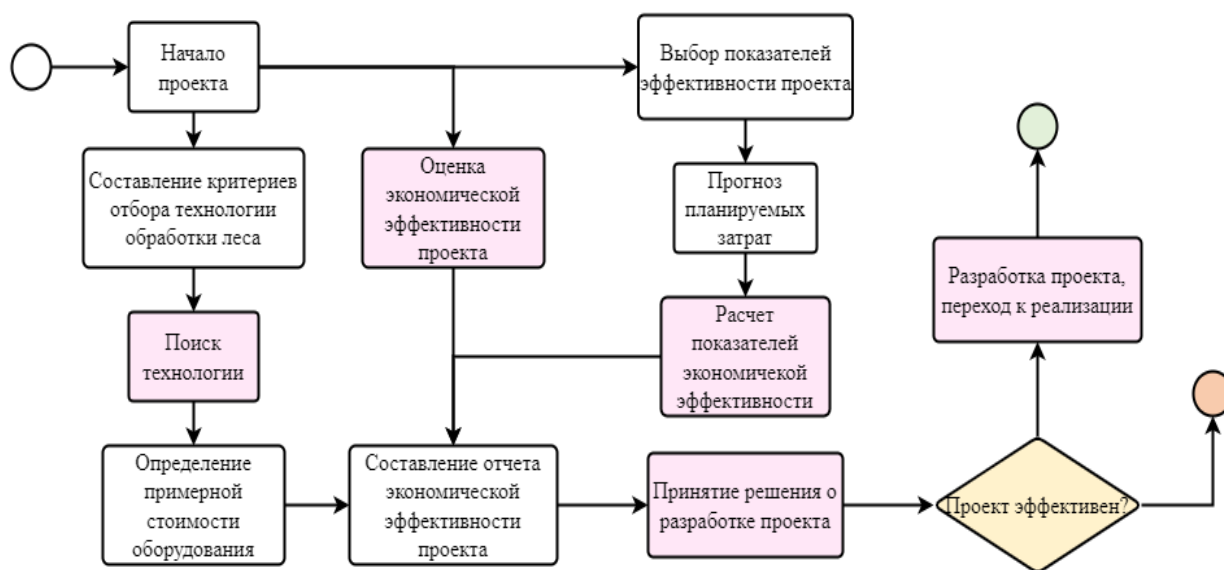 Начало
проекта
Выбор показателей
эффективности проекта
Составление критериев
отбора технологии
обработки леса
Оценка
экономической
эффективности
проекта
Прогноз
планируемых
затрат
Разработка проекта,
переход к реализации
Поиск
технологии
Расчет
показателей
экономичекой
эффективности
Определение
примерной
стоимости
оборудования
Составление отчета
экономической
эффективности
проекта
Принятие решения о
разработке проекта
Проект эффективен?